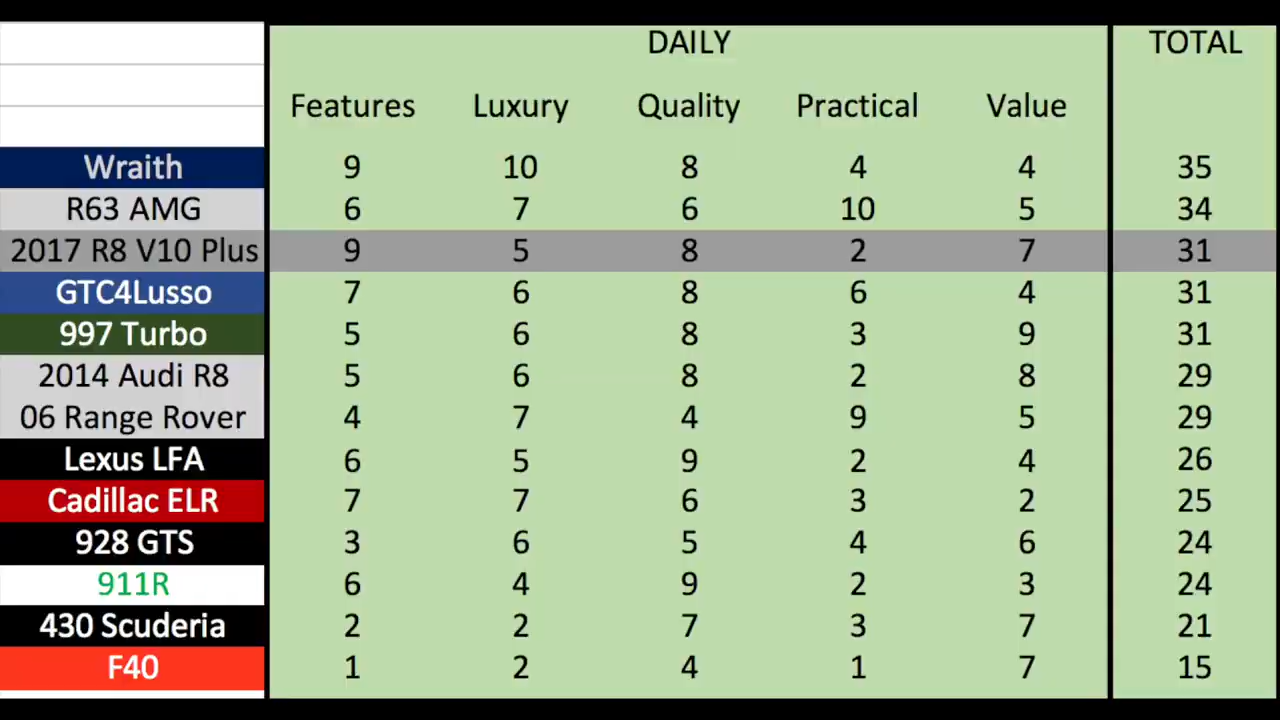 DAILY TOTAL
Features Luxury Quality Practical Value
Wraith 9 10 8 4 4 35
R63 AMG 6 7 6 10 5 34
2017 R8 V10 Plus 9 5 8 2 7 31
GTC4Lusso 7 6 8 6 4 31
997 Turbo 5 6 8 3 9 31
2014 Audi R8 5 6 8 2 8 29
06 Range Rover 4 7 4 9 5 29
Lexus LFA 6 5 9 2 4 26
Cadillac ELR 7 7 6 3 2 25
928 GTS 3 6 5 4 6 24
911R 6 4 9 2 3 24
430 Scuderia 2 2 7 3 7 21
F40 1 2 4 1 7 15